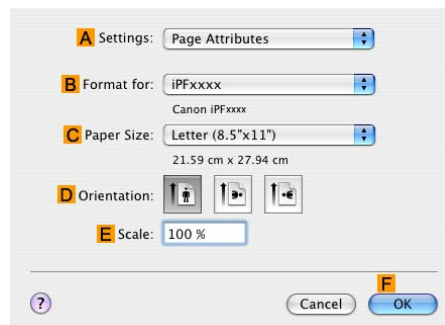 A Settings: Page Attributes
B Format for: iPFxxxx
Canon iPFxxxx
C Paper Size: Letter (8.5"x11")
21.59 cm x 27.94 cm
D Orientation:
E Scale: 100 %
F
? Cancel OK